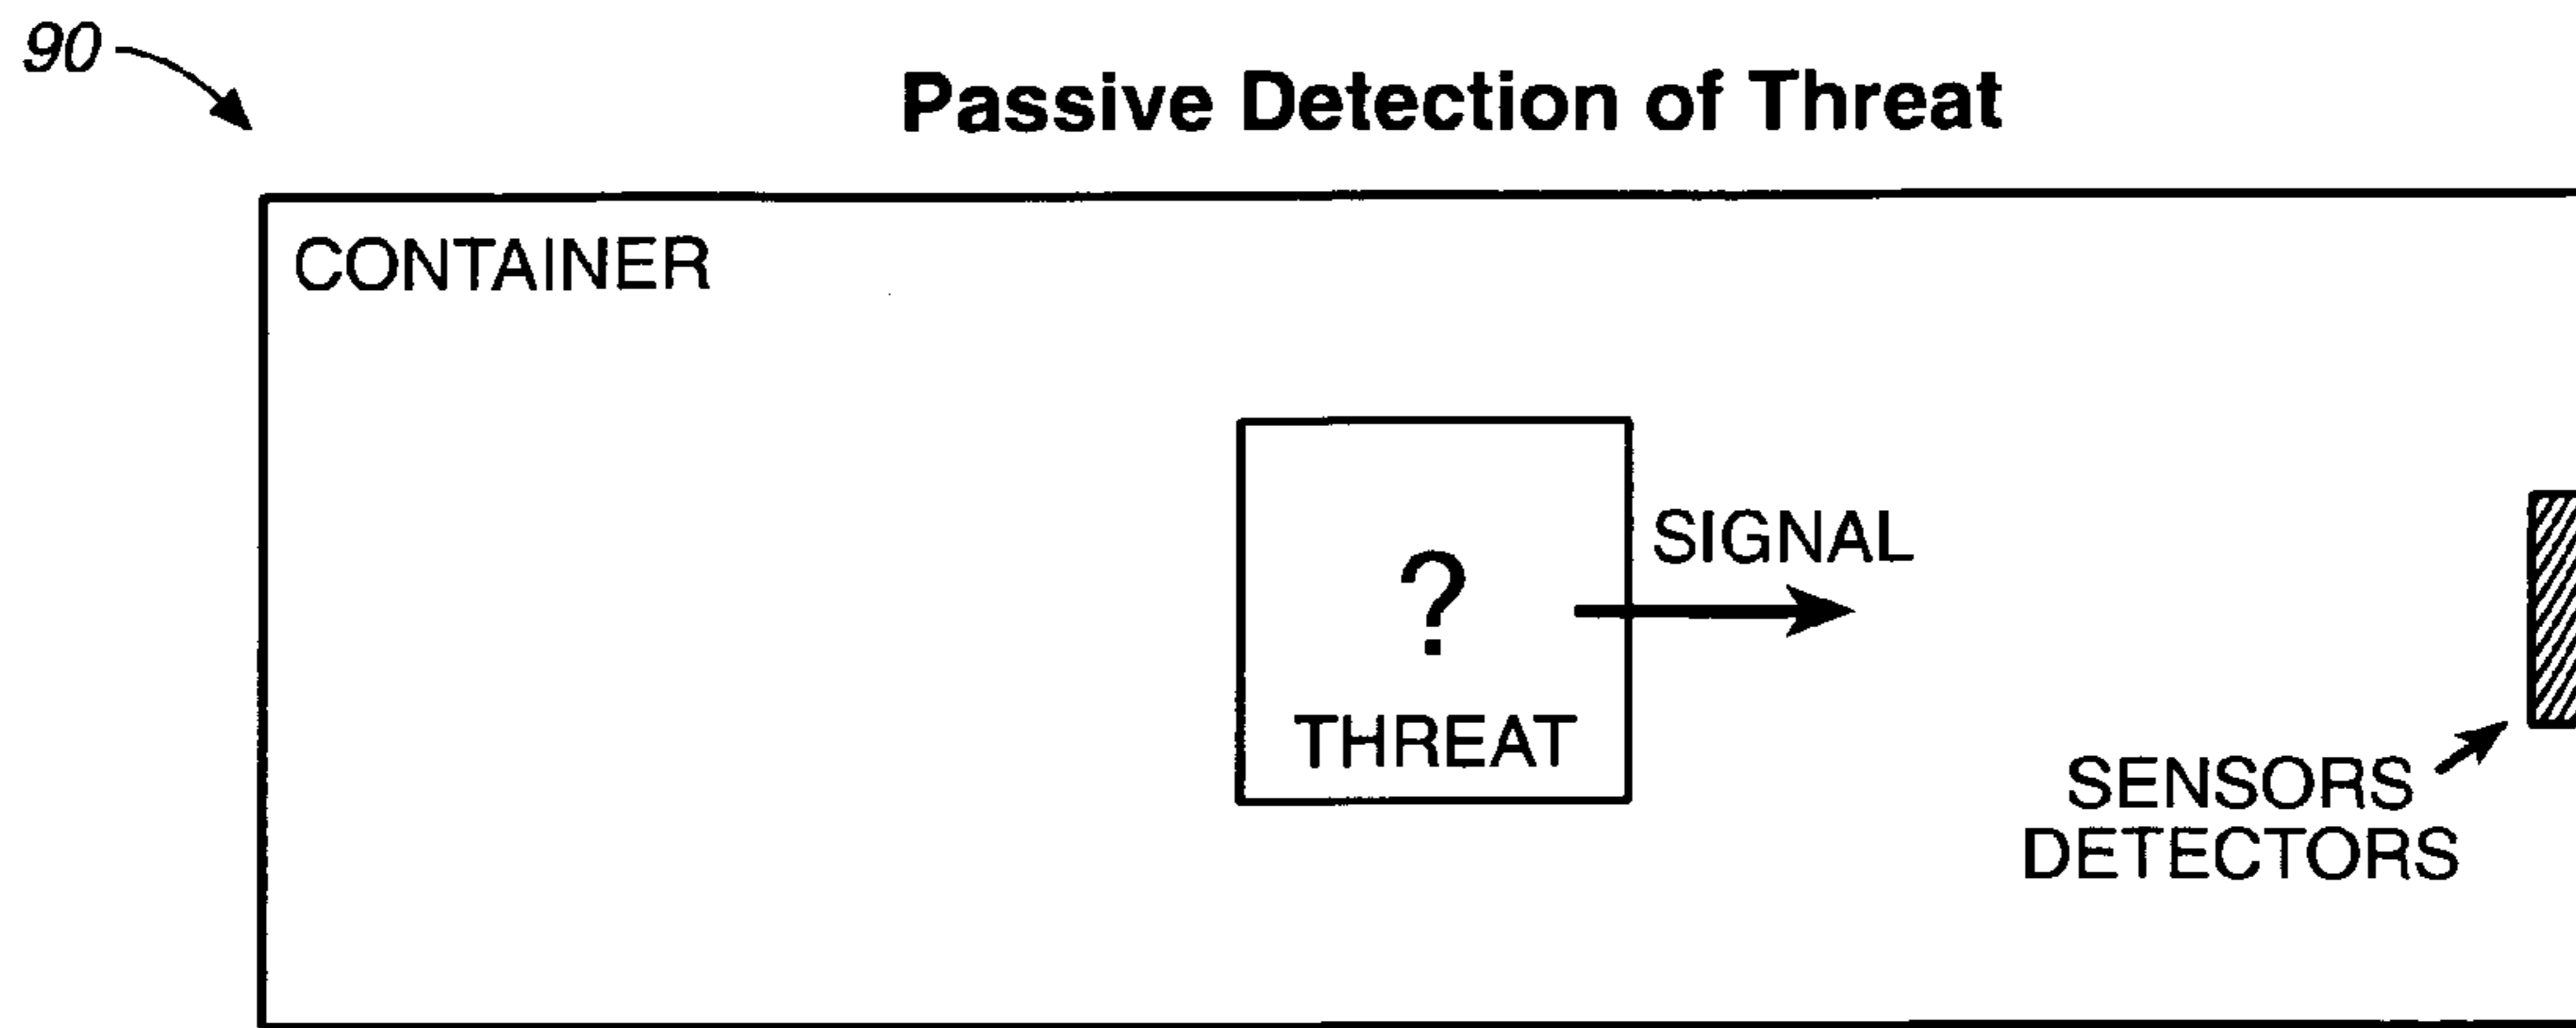 90
Passive Detection of Threat
CONTAINER
SIGNAL
?
THREAT
SENSORS
DETECTORS